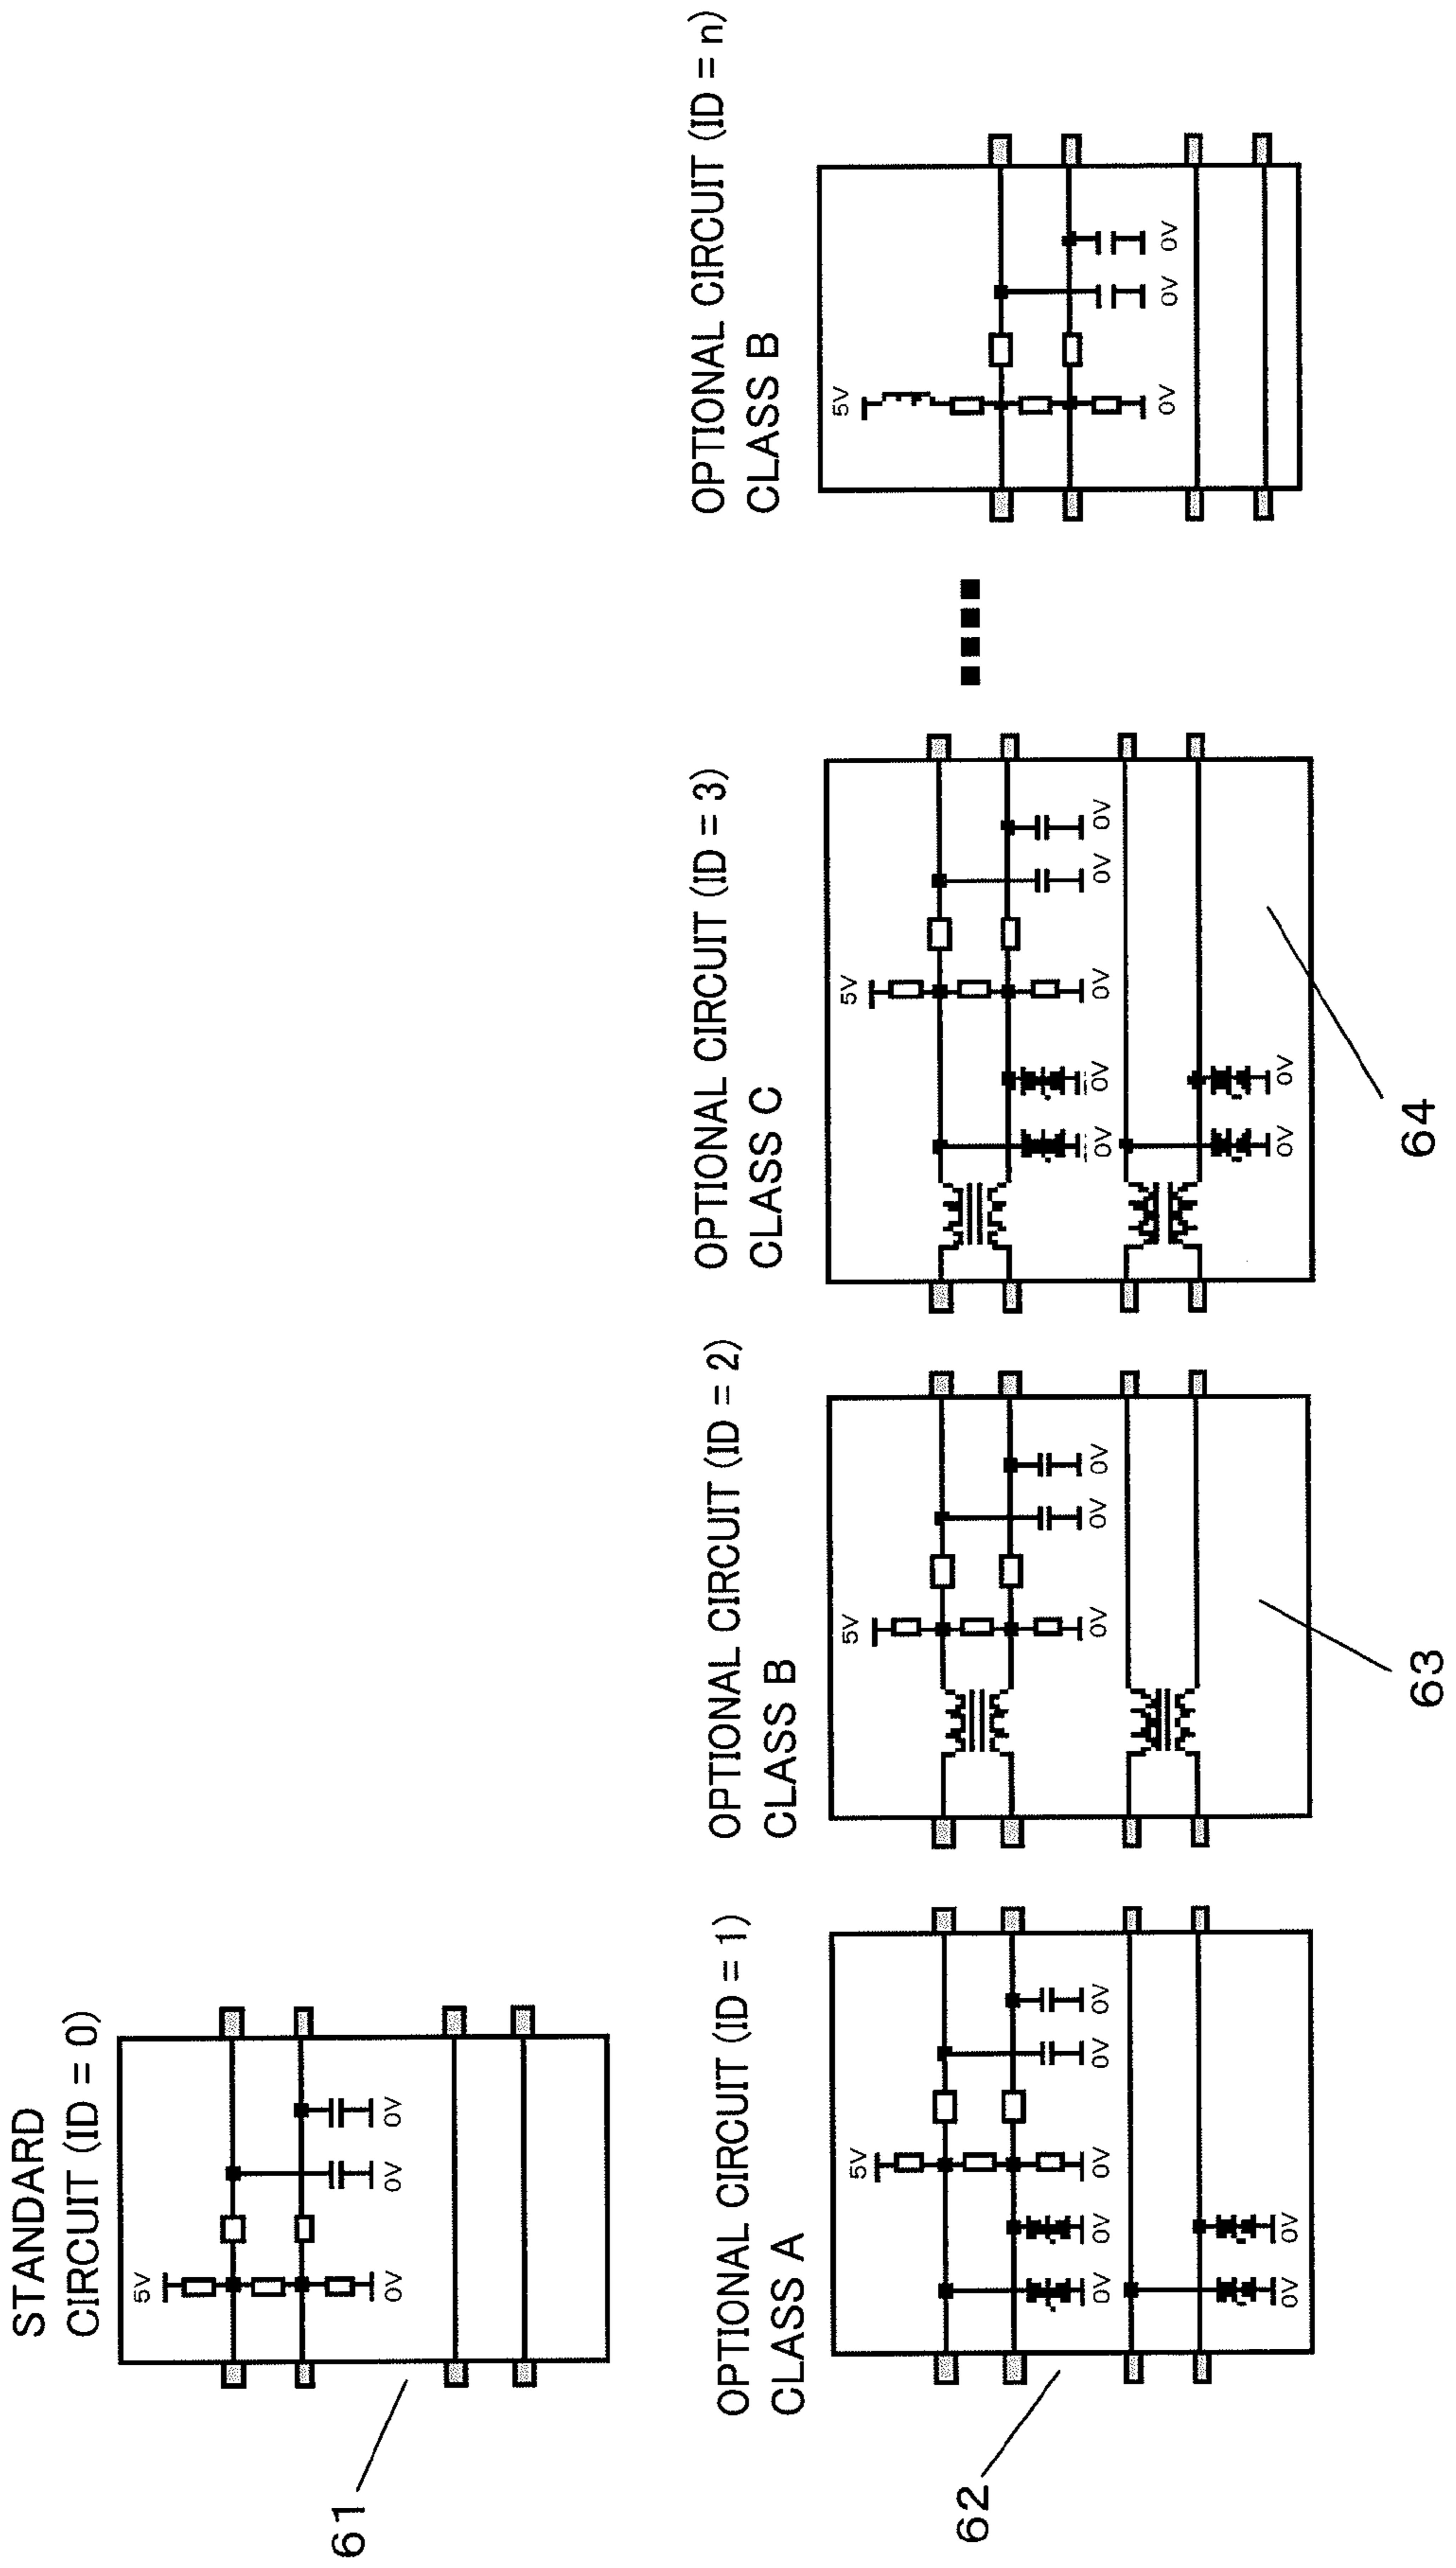 STANDARD
CIRCUIT (ID = 0)
5V
0V
0V
0V
61
OPTIONAL CIRCUIT (ID = 1)
CLASS A
5V
0V
0V
0V
0V
0V
0V
0V
62
OPTIONAL CIRCUIT (ID = 2)
CLASS B
5V
0V
0V
0V
63
OPTIONAL CIRCUIT (ID = 3)
CLASS C
5V
0V
0V
0V
0V
0V
0V
0V
64
OPTIONAL CIRCUIT (ID = n)
CLASS B
5V
0V
0V
0V